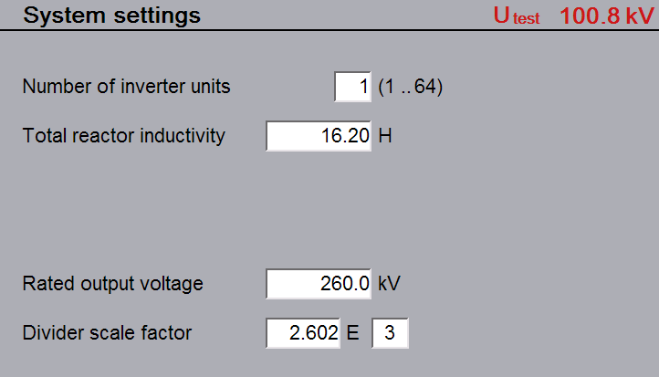 System settings U test 100.8 kV
Number of inverter units 1 (1 .. 64)
Total reactor inductivity 16.20 H
Rated output voltage 260.0 kV
Divider scale factor 2.602 E 3